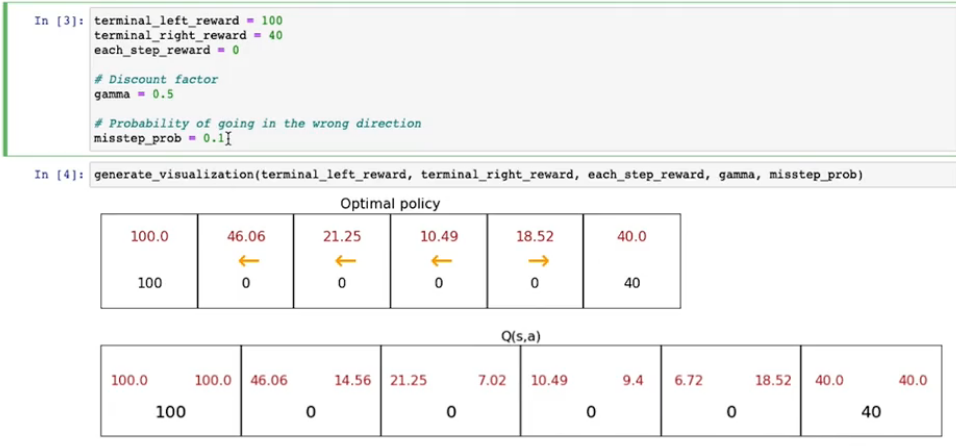 In [3]: terminal_left_reward = 100
terminal_right_reward = 40
each_step_reward = 0
# Discount factor
gamma = 0.5
# Probability of going in the wrong direction
misstep_prob = 0.1
In [4]: generate_visualization(terminal_left_reward, terminal_right_reward, each_step_reward, gamma, misstep_prob)
Optimal policy
100.0 46.06 21.25 10.49 18.52 40.0
← ← ← →
100 0 0 0 0 40
Q(s,a)
100.0 100.0 46.06 14.56 21.25 7.02 10.49 9.4 6.72 18.52 40.0 40.0
100 0 0 0 0 40